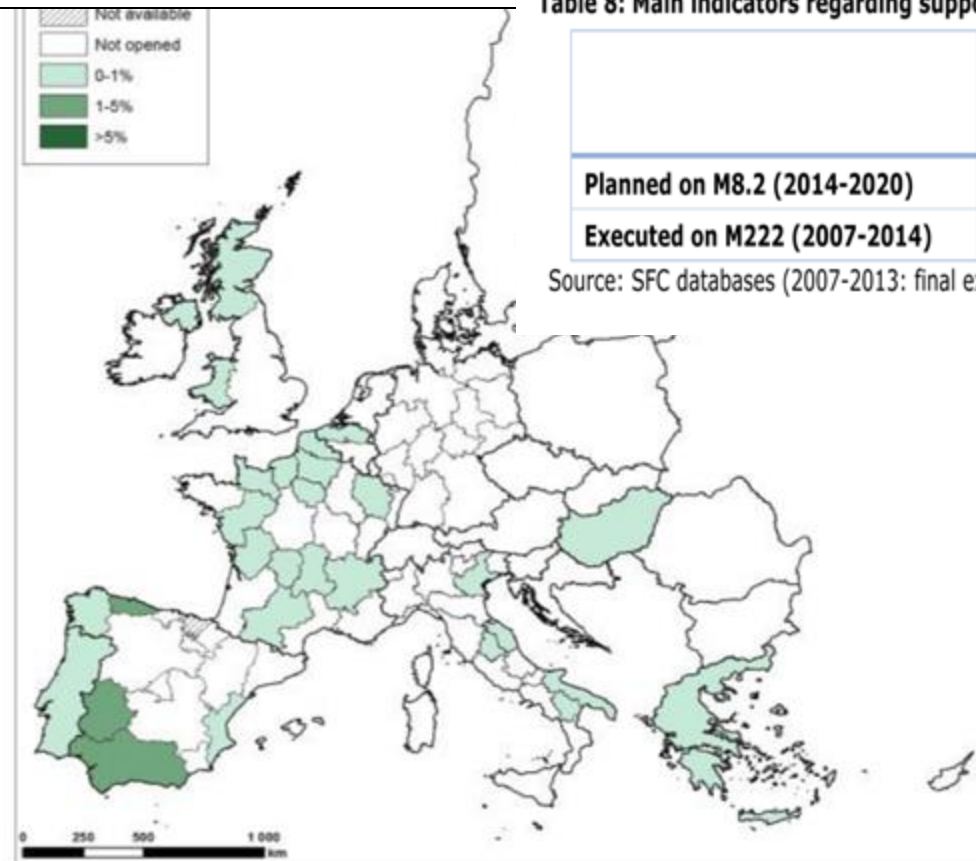 Not available
Not opened
0-1%
1-5%
>5%
Table 8: Main indicators regarding supp
Planned on M8.2 (2014-2020)
Executed on M222 (2007-2014)
Source: SFC databases (2007-2013: final e
0 250 500 1 000
km